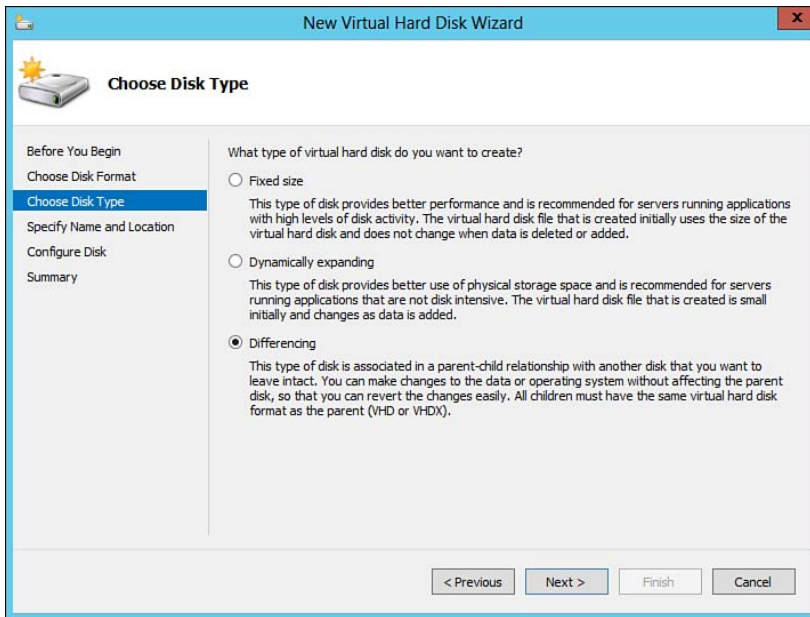 New Virtual Hard Disk Wizard
x
Choose Disk Type
Before You Begin
Choose Disk Format
Choose Disk Type
Specify Name and Location
Configure Disk
Summary
What type of virtual hard disk do you want to create?
Fixed size
This type of disk provides better performance and is recommended for servers running applications
with high levels of disk activity. The virtual hard disk file that is created initially uses the size of the
virtual hard disk and does not change when data is deleted or added.
Dynamically expanding
This type of disk provides better use of physical storage space and is recommended for servers
running applications that are not disk intensive. The virtual hard disk file that is created is small
initially and changes as data is added.
Differencing
This type of disk is associated in a parent-child relationship with another disk that you want to
leave intact. You can make changes to the data or operating system without affecting the parent
disk, so that you can revert the changes easily. All children must have the same virtual hard disk
format as the parent (VHD or VHDX).
< Previous
Next >
Finish
Cancel